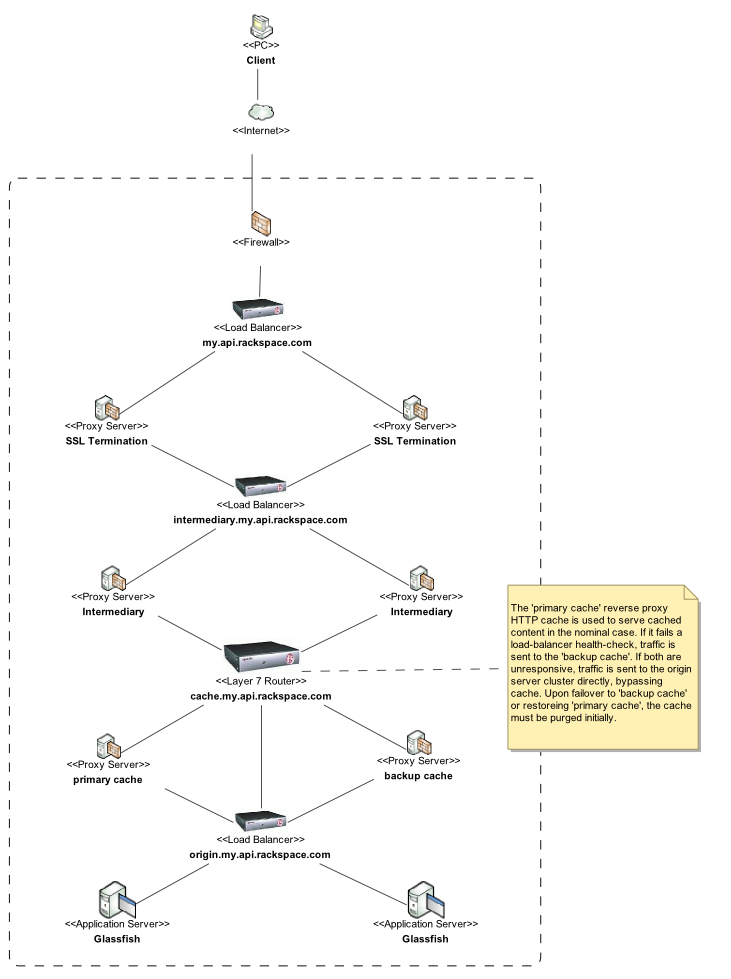 <<PC>>
Client
<<Internet>>
<<Firewall>>
<<Load Balancer>>
my.api.rackspace.com
<<Proxy Server>>
SSL Termination
<<Proxy Server>>
SSL Termination
<<Load Balancer>>
intermediary.my.api.rackspace.com
<<Proxy Server>>
Intermediary
<<Proxy Server>>
Intermediary
The 'primary cache' reverse proxy
HTTP cache is used to serve cached
content in the nominal case. If it fails a
load-balancer health-check, traffic is
sent to the 'backup cache'. If both are
unresponsive, traffic is sent to the origin
server cluster directly, bypassing
cache. Upon failover to 'backup cache'
or restoreing 'primary cache', the cache
must be purged initially.
<<Layer 7 Router>>
cache.my.api.rackspace.com
<<Proxy Server>>
primary cache
<<Proxy Server>>
backup cache
<<Load Balancer>>
origin.my.api.rackspace.com
<<Application Server>>
Glassfish
<<Application Server>>
Glassfish